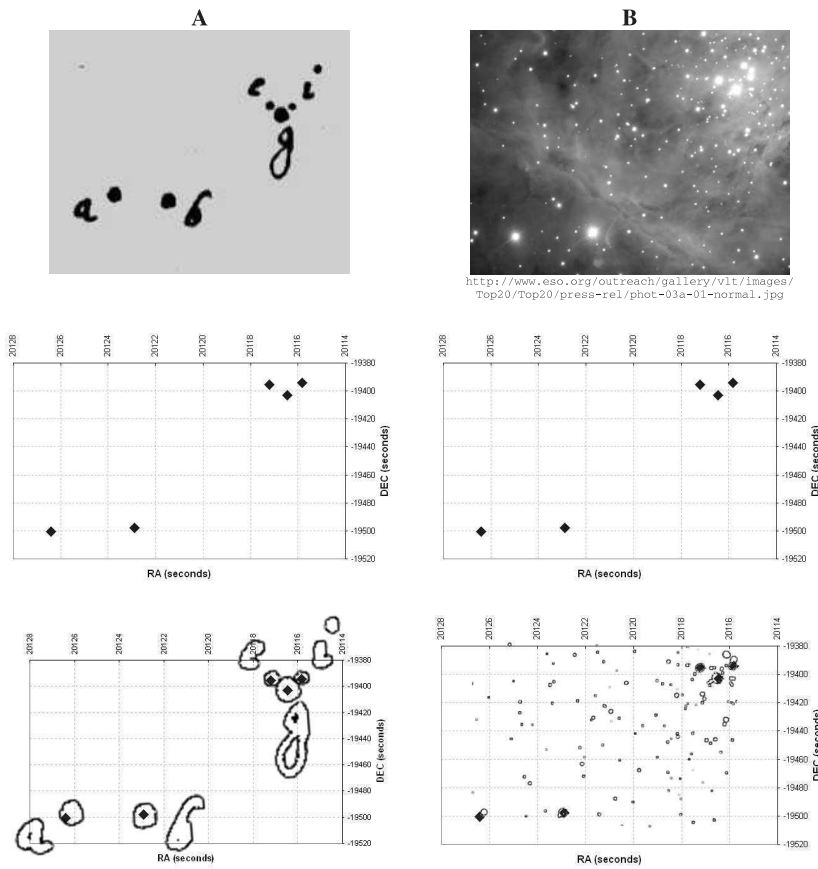 A
B
c i
g
a b
http://www.eso.org/outreach/gallery/vlt/images/
Top20/Top20/press-rel/phot-03a-01-normal.jpg
20128 20126 20124 20122 20120 20118 20116 20114
-19380
-19400
-19420
-19440
-19460
-19480
-19500
-19520
DEC (seconds)
RA (seconds)
20128 20126 20124 20122 20120 20118 20116 20114
-19380
-19400
-19420
-19440
-19460
-19480
-19500
-19520
DEC (seconds)
RA (seconds)
20128 20126 20124 20122 20120 20118 20116 20114
-19380
-19400
-19420
-19440
-19460
-19480
-19500
-19520
DEC (seconds)
RA (seconds)
20128 20126 20124 20122 20120 20118 20116 20114
-19380
-19400
-19420
-19440
-19460
-19480
-19500
-19520
DEC (seconds)
RA (seconds)